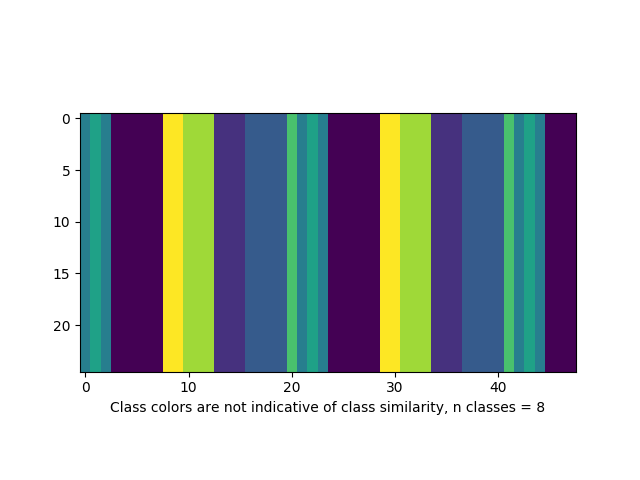 0
5
10
15
20
0 10 20 30 40
Class colors are not indicative of class similarity, n classes = 8